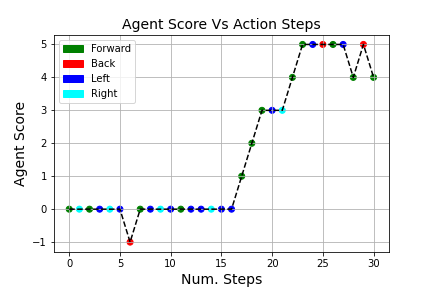 Agent Score Vs Action Steps
Agent Score
5
4
3
2
1
0
−1
Forward
Back
Left
Right
0 5 10 15 20 25 30
Num. Steps